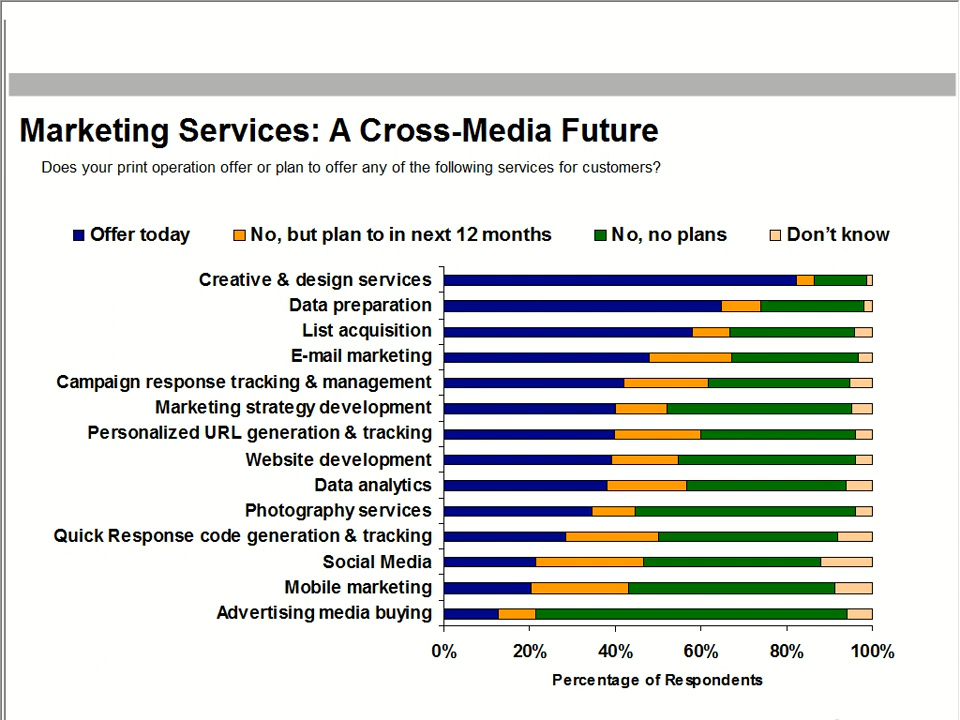 Marketing Services: A Cross-Media Future
Does your print operation offer or plan to offer any of the following services for customers?
Offer today No, but plan to in next 12 months No, no plans Don't know
Creative & design services
Data preparation
List acquisition
E-mail marketing
Campaign response tracking & management
Marketing strategy development
Personalized URL generation & tracking
Website development
Data analytics
Photography services
Quick Response code generation & tracking
Social Media
Mobile marketing
Advertising media buying
0% 20% 40% 60% 80% 100%
Percentage of Respondents